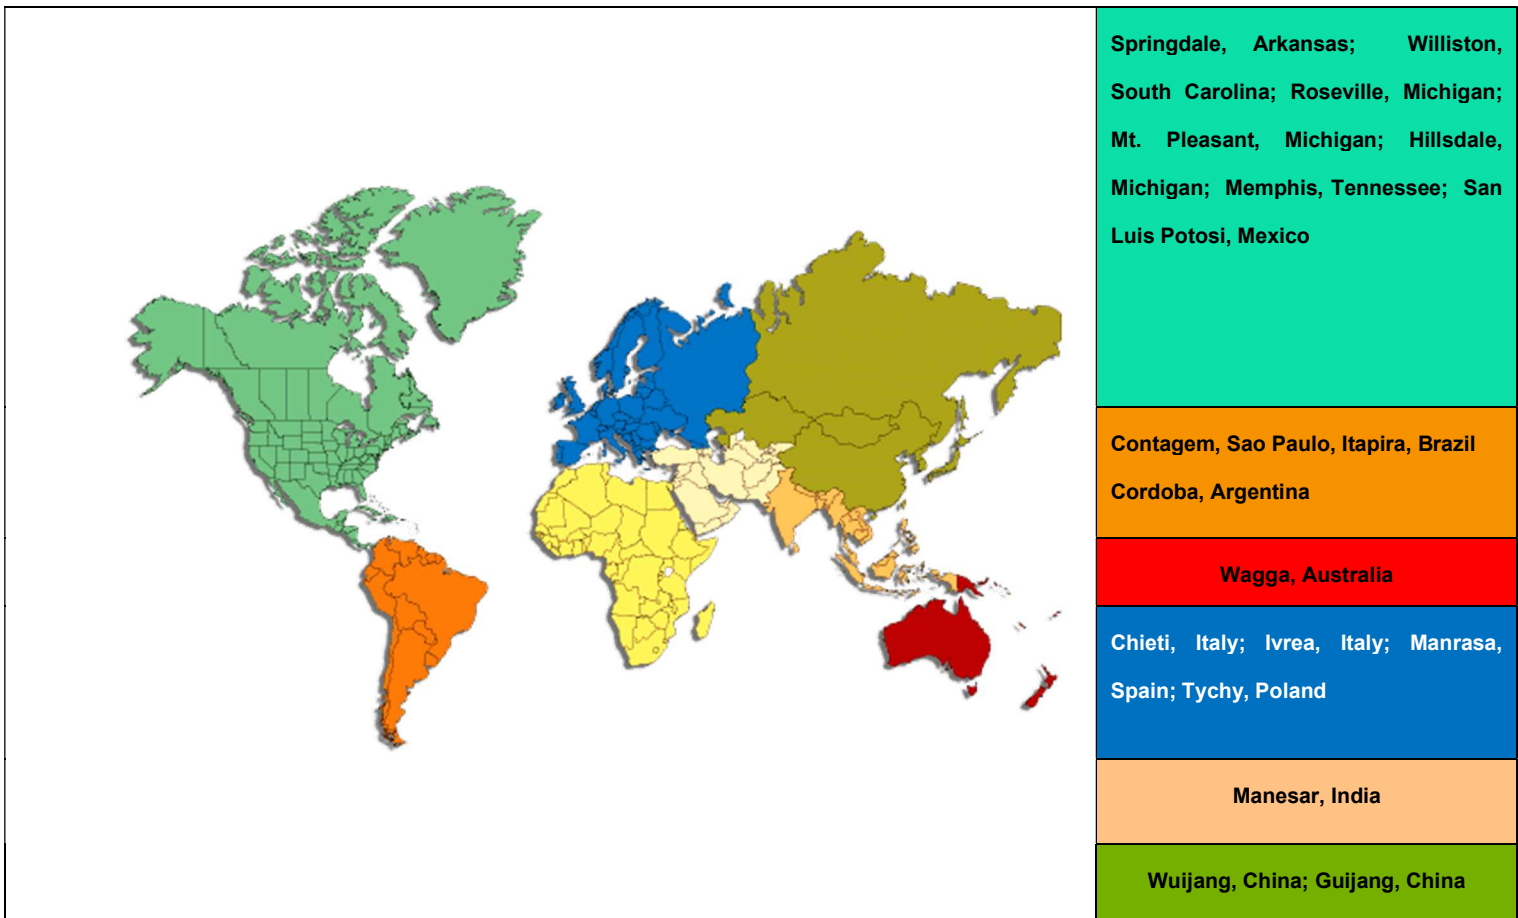 Springdale, Arkansas; Williston,
South Carolina; Roseville, Michigan;
Mt. Pleasant, Michigan; Hillsdale,
Michigan; Memphis, Tennessee; San
Luis Potosi, Mexico
Contagem, Sao Paulo, Itapira, Brazil
Cordoba, Argentina
Wagga, Australia
Chieti, Italy; Ivrea, Italy; Manrasa,
Spain; Tychy, Poland
Manesar, India
Wuijang, China; Guijang, China